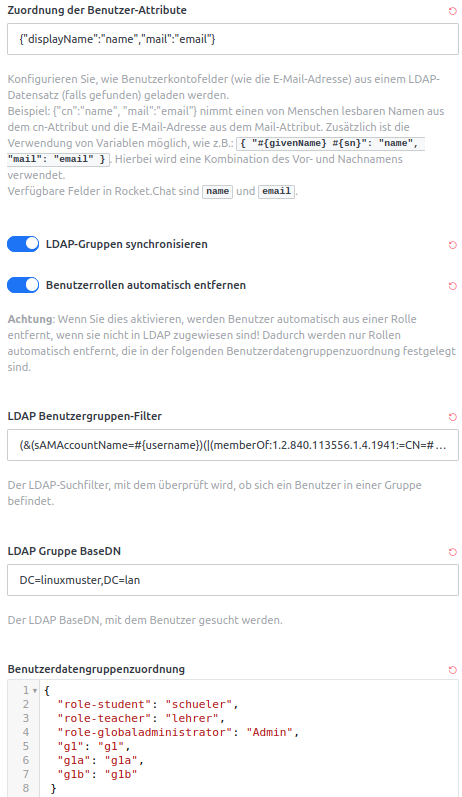 Zuordnung der Benutzer-Attribute
{"displayName":"name","mail":"email"}
Konfigurieren Sie, wie Benutzerkontofelder (wie die E-Mail-Adresse) aus einem LDAP-
Datensatz (falls gefunden) geladen werden.
Beispiel: {"cn":"name", "mail":"email"} nimmt einen von Menschen lesbaren Namen aus
dem cn-Attribut und die E-Mail-Adresse aus dem Mail-Attribut. Zusätzlich ist die
Verwendung von Variablen möglich, wie z.B.: { "#{givenName} #{sn}": "name",
"mail": "email" }. Hierbei wird eine Kombination des Vor- und Nachnamens
verwendet.
Verfügbare Felder in Rocket.Chat sind name und email.
LDAP-Gruppen synchronisieren
Benutzerrollen automatisch entfernen
Achtung: Wenn Sie dies aktivieren, werden Benutzer automatisch aus einer Rolle
entfernt, wenn sie nicht in LDAP zugewiesen sind! Dadurch werden nur Rollen
automatisch entfernt, die in der folgenden Benutzerdatengruppenzuordnung festgelegt
sind.
LDAP Benutzergruppen-Filter
(&(sAMAccountName=#{username})(|(memberOf:1.2.840.113556.1.4.1941:=CN=#...
Der LDAP-Suchfilter, mit dem überprüft wird, ob sich ein Benutzer in einer Gruppe
befindet.
LDAP Gruppe BaseDN
DC=linuxmuster,DC=lan
Der LDAP BaseDN, mit dem Benutzer gesucht werden.
Benutzerdatengruppenzuordnung
1 {
2 "role-student": "schueler",
3 "role-teacher": "lehrer",
4 "role-globaladministrator": "Admin",
5 "g1": "g1",
6 "g1a": "g1a",
7 "g1b": "g1b"
8 }